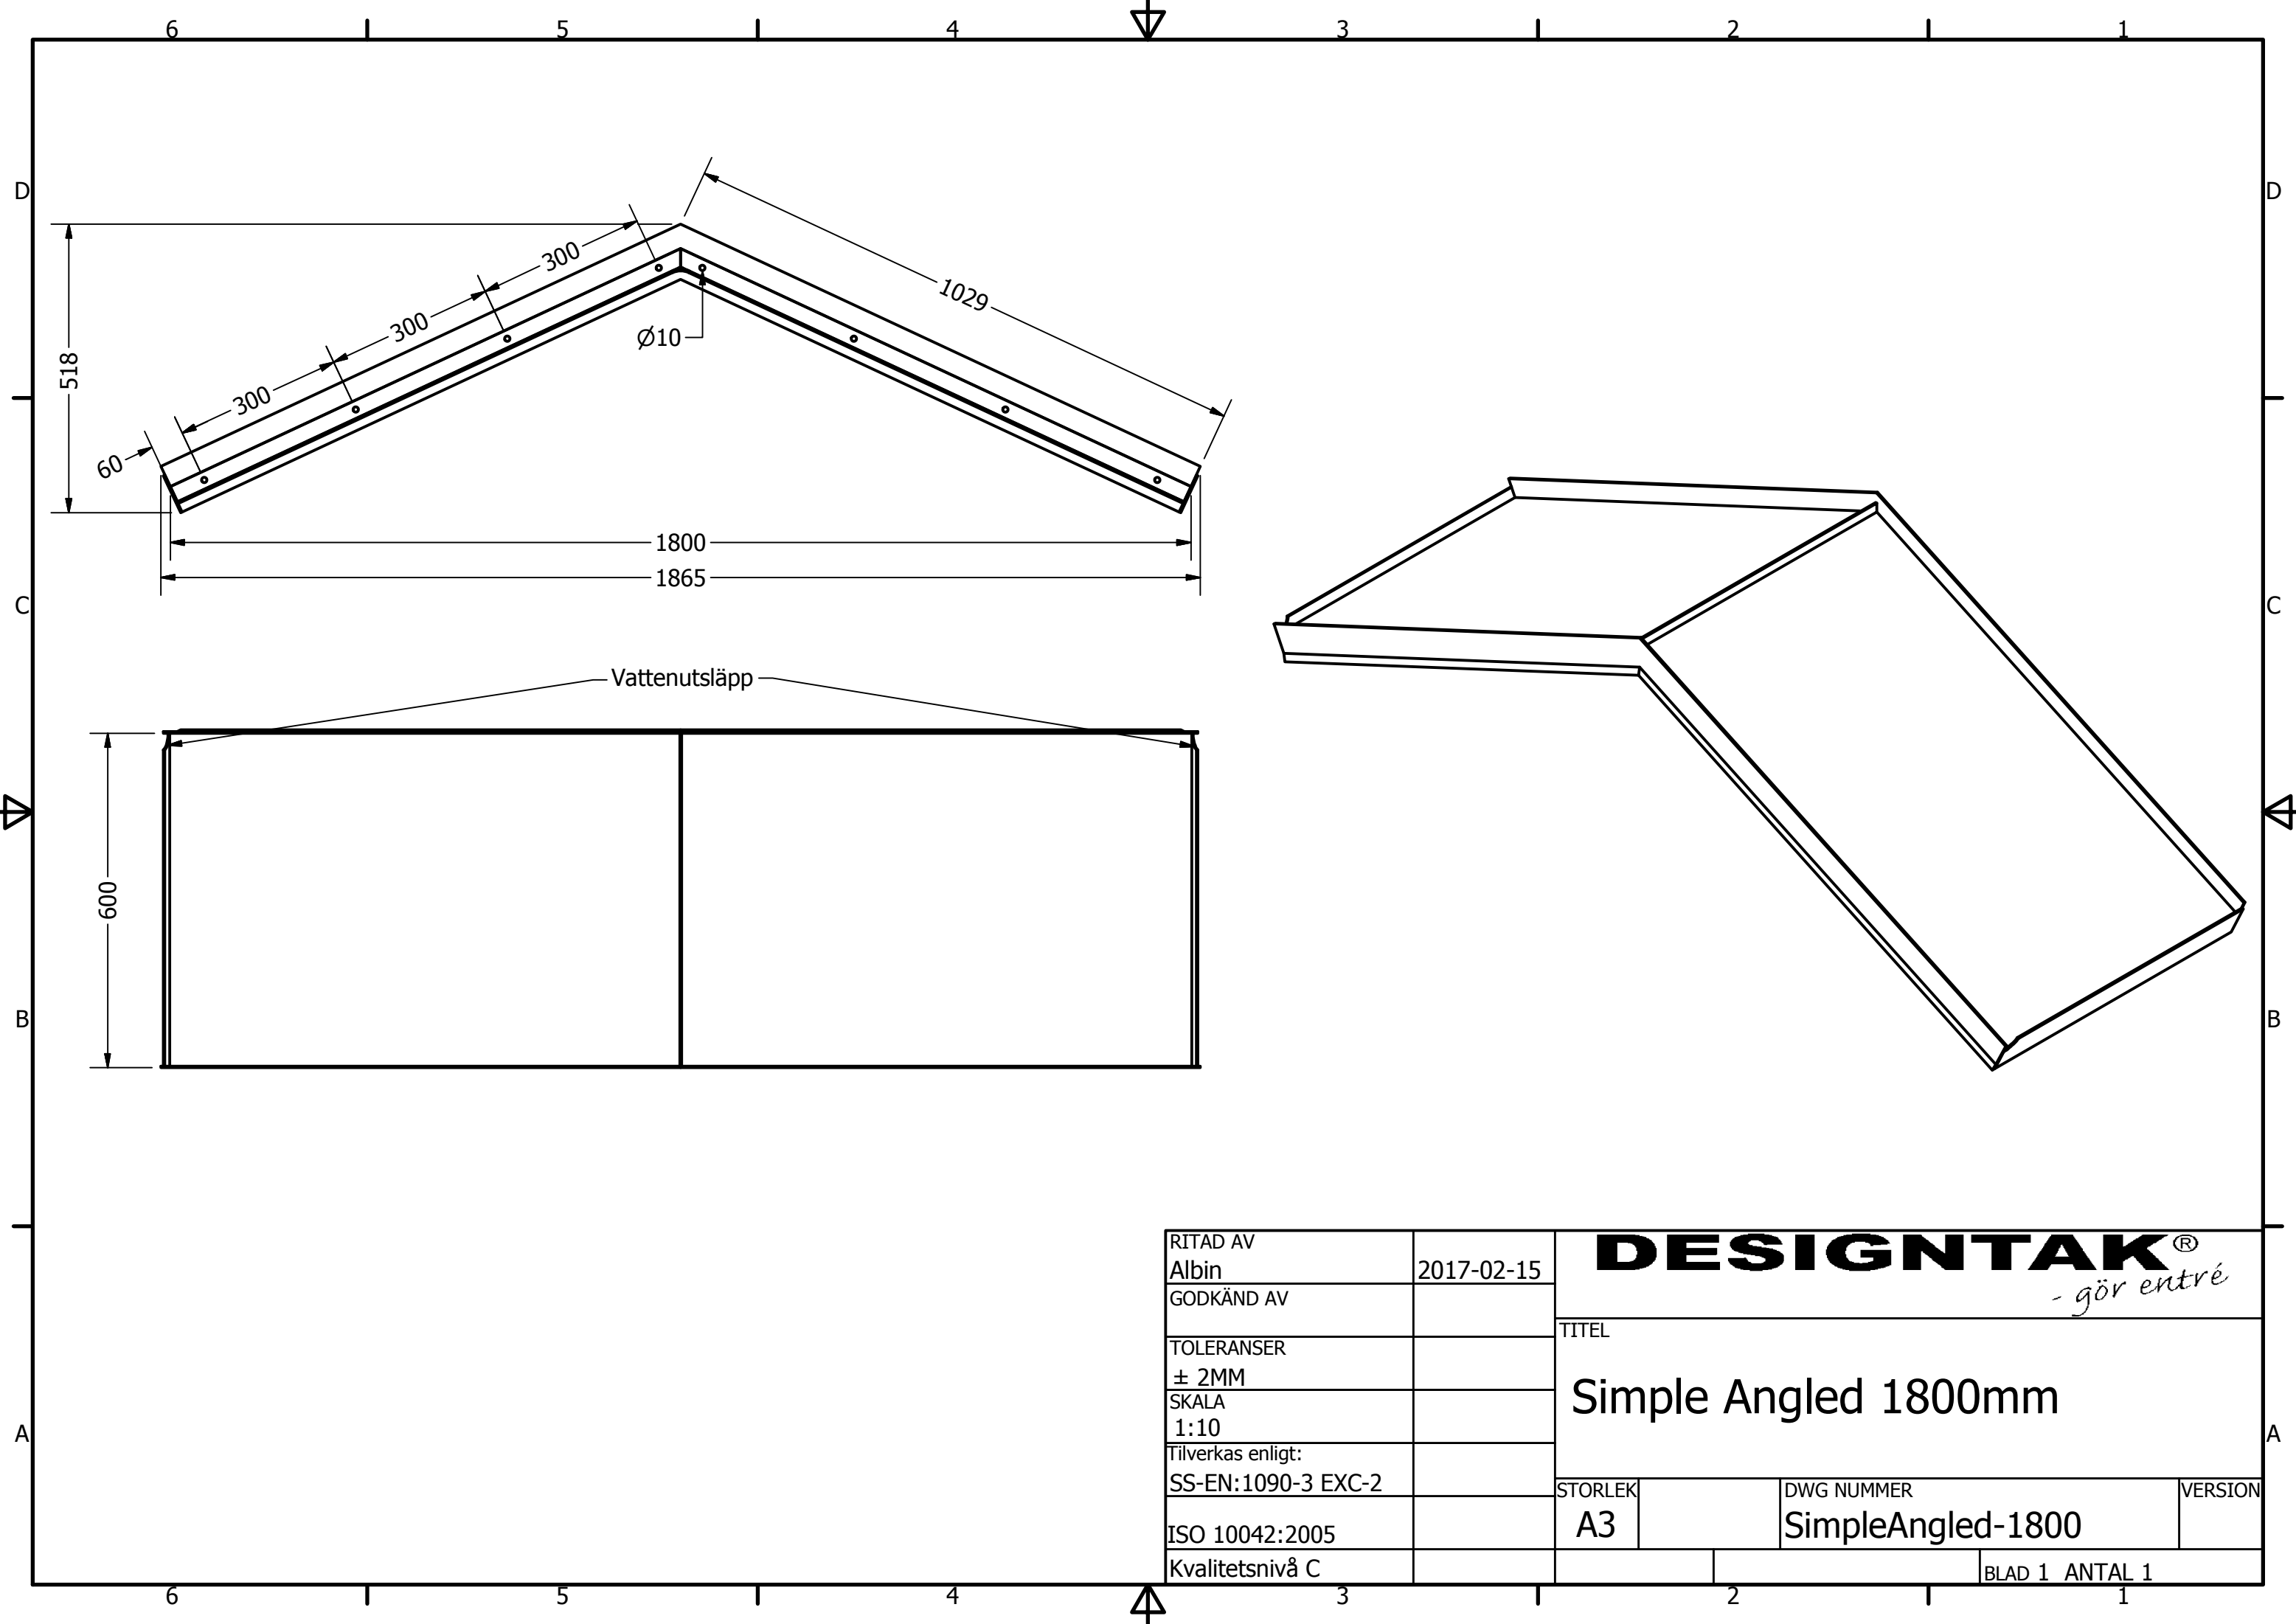 6 5 4 3 2 1
D D
300
1029
300
Ø10
518
300
60
1800
1865
C C
Vattenutsläpp
600
B B
RITAD AV
Albin 2017-02-15
DESIGNTAK®
- gör entré
GODKÄND AV
TITEL
Simple Angled 1800mm
TOLERANSER
± 2MM
SKALA
1:10
A A
Tilverkas enligt:
SS-EN:1090-3 EXC-2
STORLEK DWG NUMMER VERSION
A3 SimpleAngled-1800
ISO 10042:2005
Kvalitetsnivå C
BLAD 1 ANTAL 1
6 5 4 3 2 1